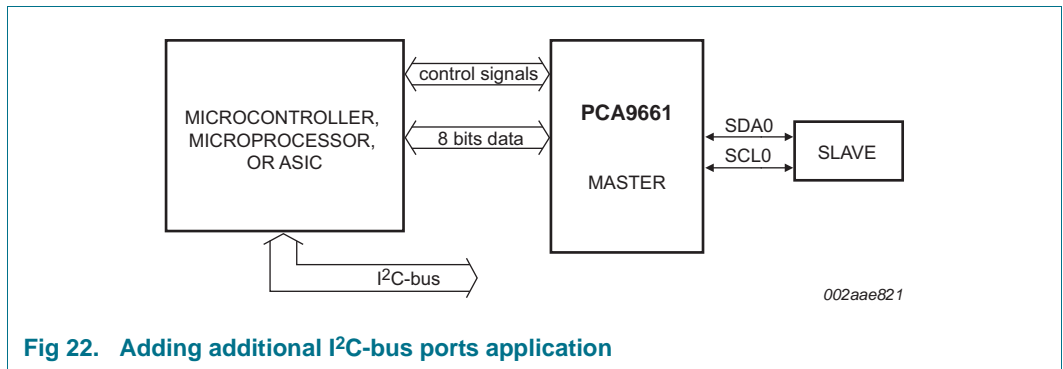 MICROCONTROLLER,
MICROPROCESSOR,
OR ASIC
control signals
8 bits data
PCA9661
MASTER
SDA0
SCL0
SLAVE
I²C-bus
002aae821
Fig 22. Adding additional I²C-bus ports application